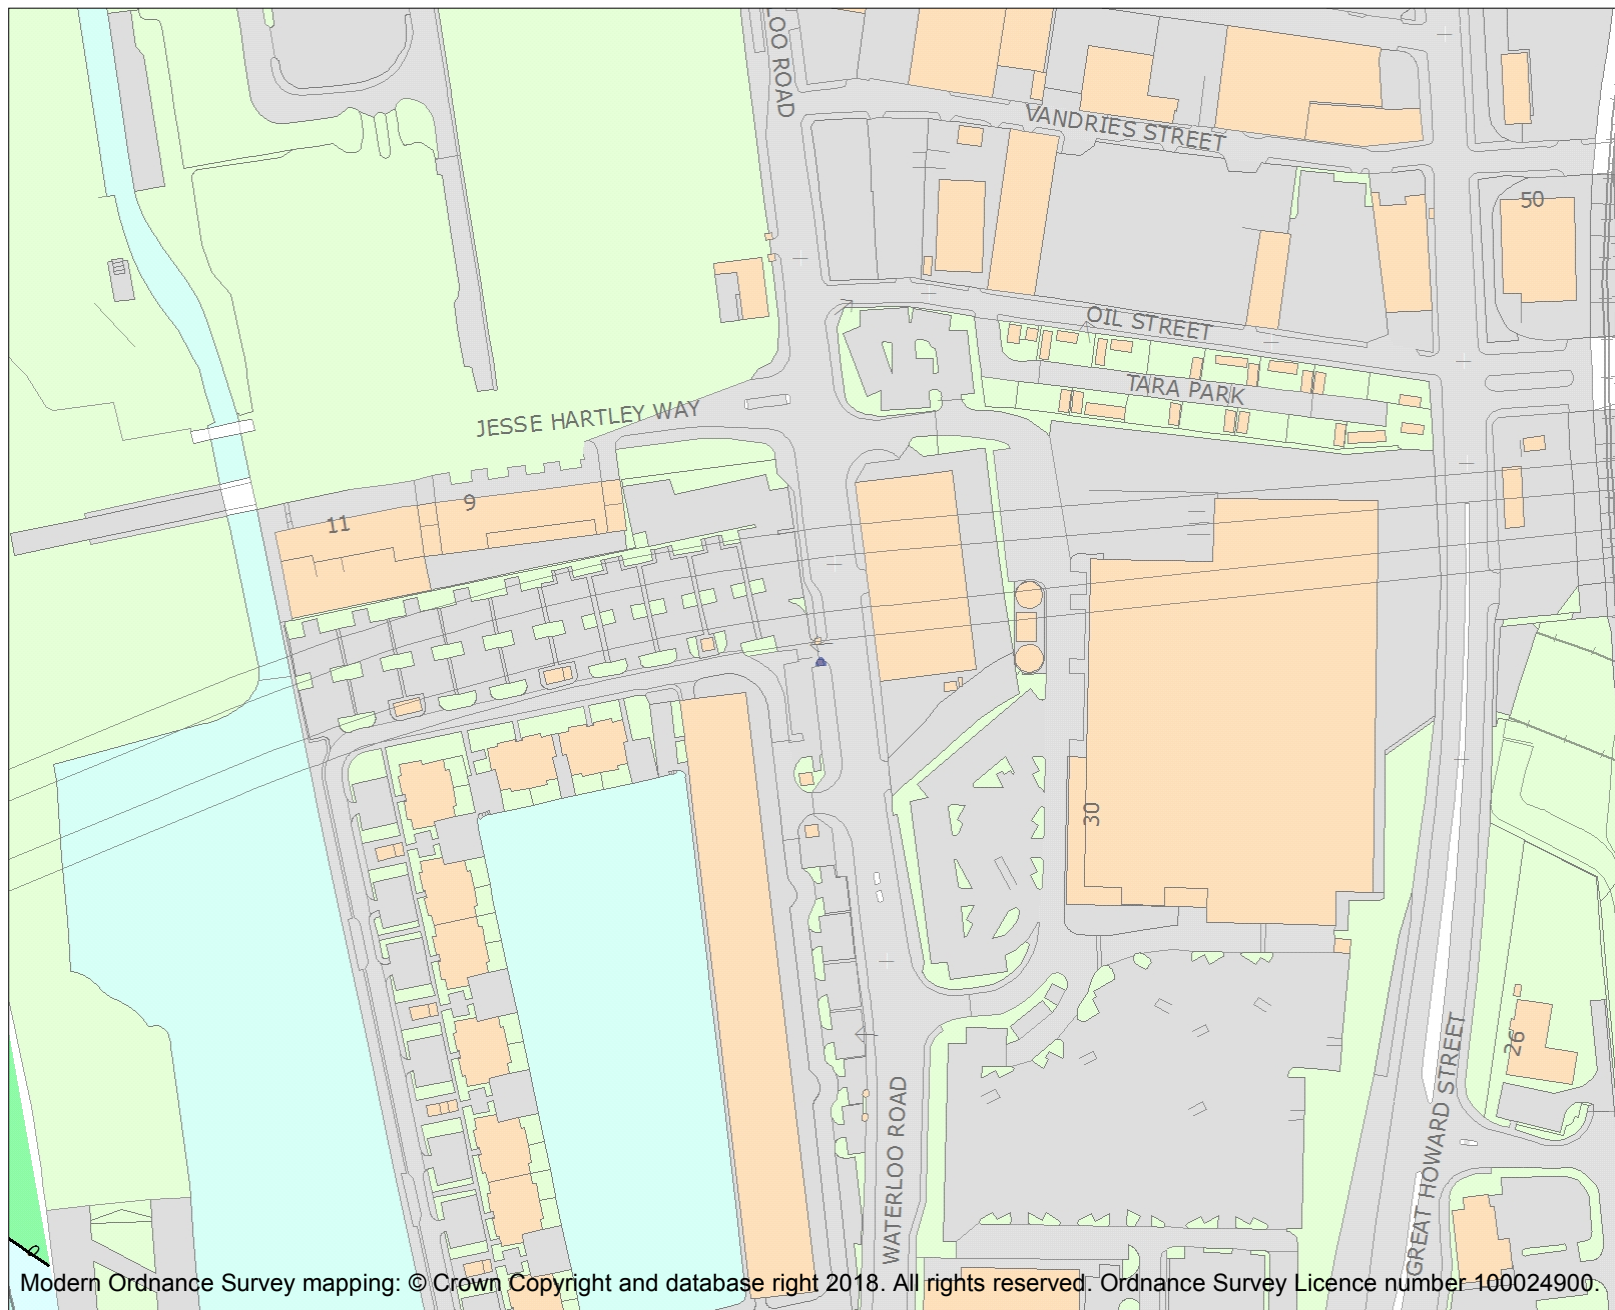 OO ROAD
VANDRIES STREET
50
OIL STREET
TARA PARK
JESSE HARTLEY WAY
9
11
30
26
WATERLOO ROAD
GREAT HOWARD STREET
Modern Ordnance Survey mapping: © Crown Copyright and database right 2018. All rights reserved. Ordnance Survey Licence number 100024900.